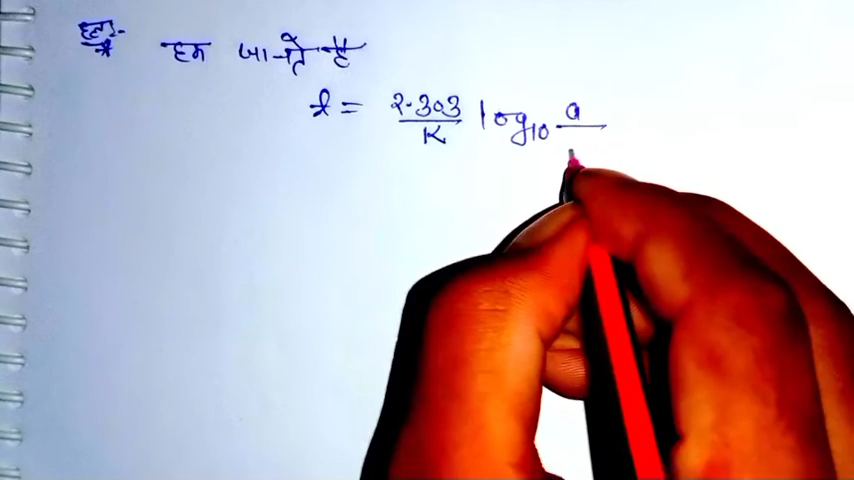 हल:-
हम जानते हैं
t = 2.303/K log₁₀ a/